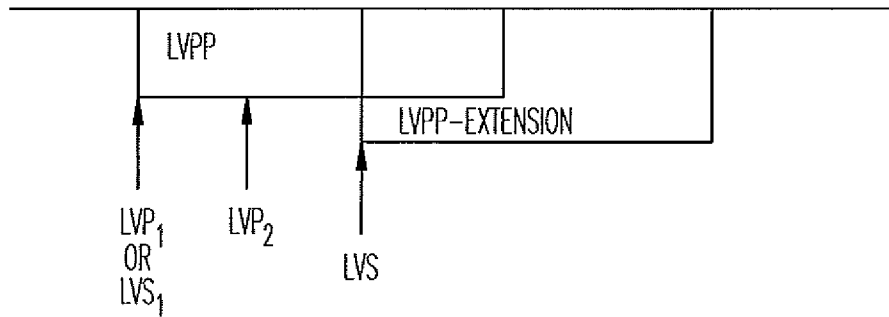 LVPP
LVPP-EXTENSION
LVP₁
OR
LVS₁
LVP₂
LVS